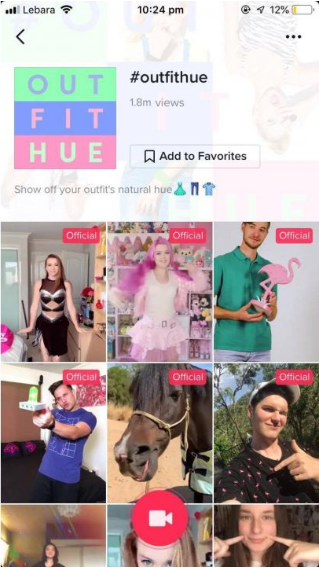 Lebara
10:24 pm
12%
OUT
FIT
HUE
#outfithue
1.8m views
Add to Favorites
Show off your outfit's natural hue
Official
Official
Official
Official
Official
Official